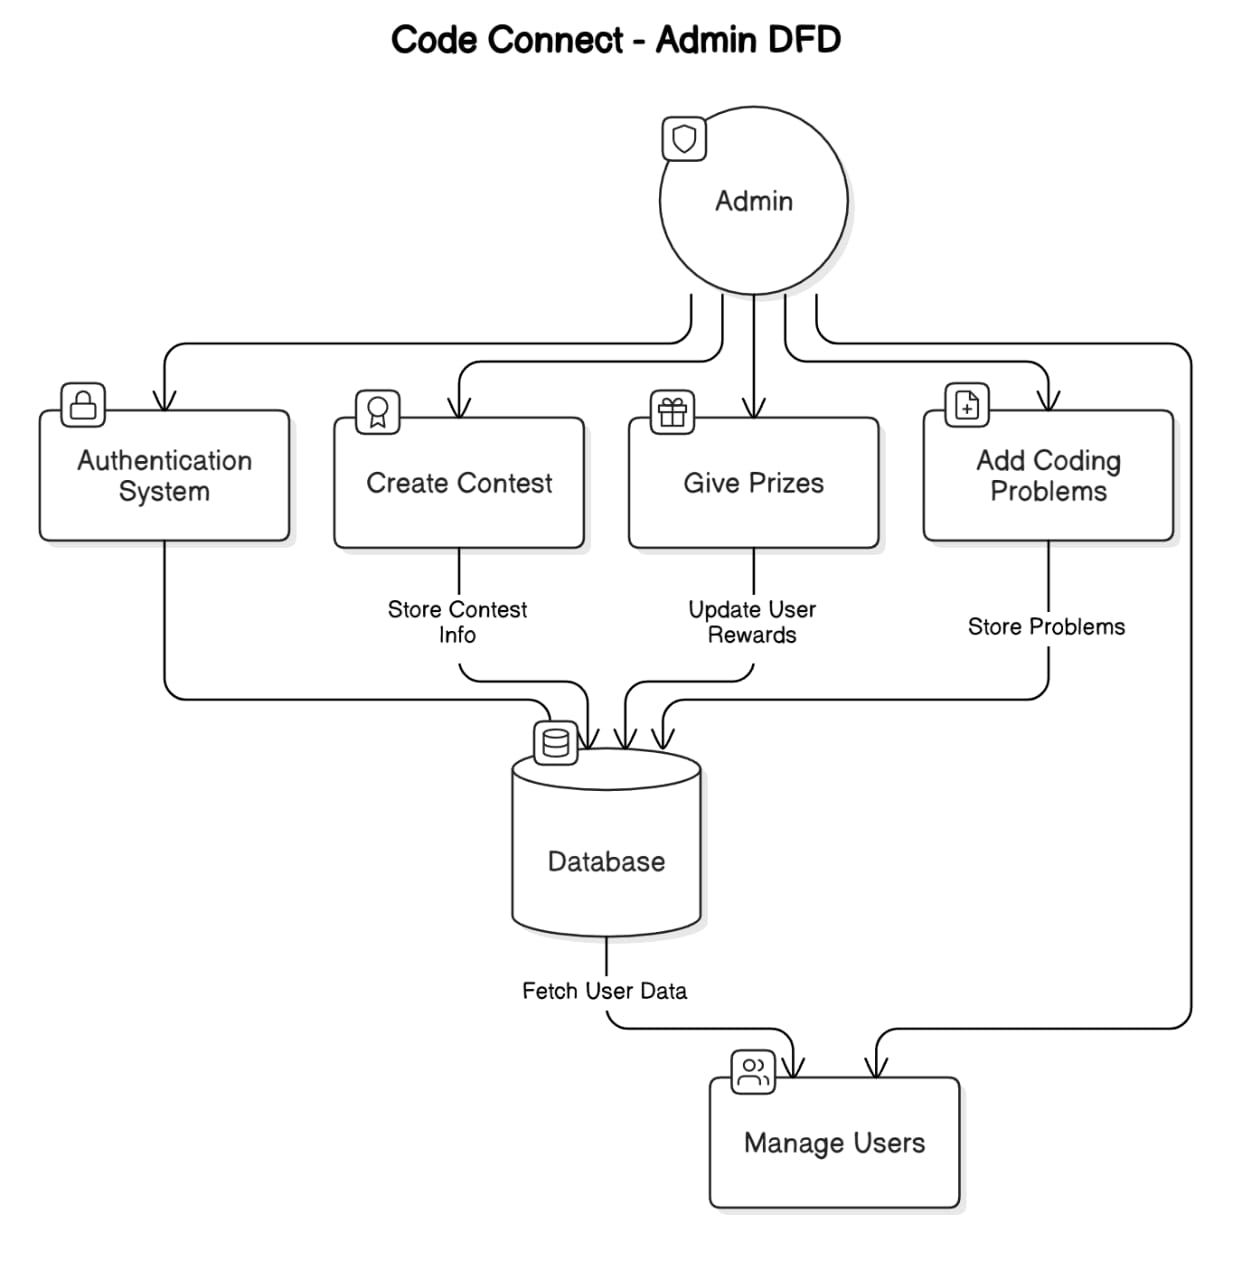 Code Connect - Admin DFD
Admin
Authentication
System
Create Contest
Give Prizes
Add Coding
Problems
Store Contest
Info
Update User
Rewards
Store Problems
Database
Fetch User Data
Manage Users